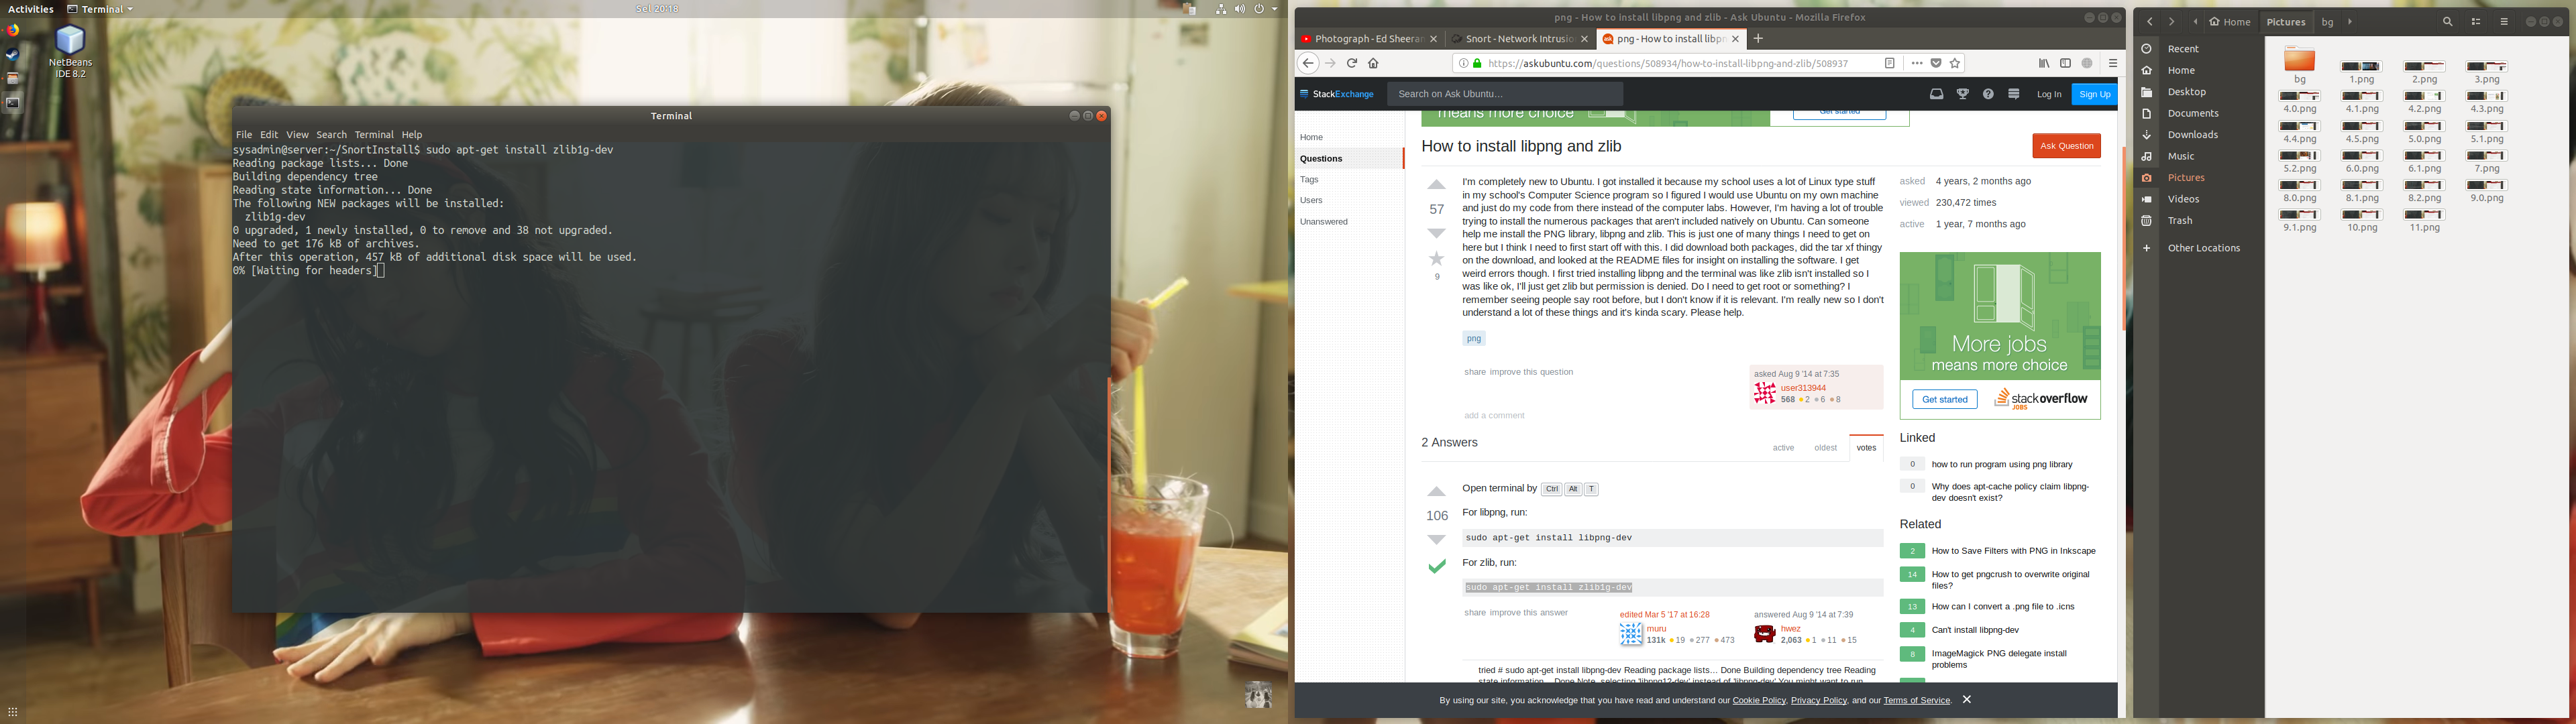 Activities
Terminal
Sel 20:18
NetBeans
IDE 8.2
Terminal
File Edit View Search Terminal Help
sysadmin@server:~/SnortInstall$ sudo apt-get install zlib1g-dev
Reading package lists... Done
Building dependency tree
Reading state information... Done
The following NEW packages will be installed:
zlib1g-dev
0 upgraded, 1 newly installed, 0 to remove and 38 not upgraded.
Need to get 176 kB of archives.
After this operation, 457 kB of additional disk space will be used.
0% [Waiting for headers]
png - How to install libpng and zlib - Ask Ubuntu - Mozilla Firefox
Photograph - Ed Sheeran
Snort - Network Intrusio
png - How to install libpn
https://askubuntu.com/questions/508934/how-to-install-libpng-and-zlib/508937
StackExchange
Search on Ask Ubuntu…
Log In
Sign Up
means more choice
Get started
Home
Questions
Tags
Users
Unanswered
How to install libpng and zlib
Ask Question
57
9
I'm completely new to Ubuntu. I got installed it because my school uses a lot of Linux type stuff
in my school's Computer Science program so I figured I would use Ubuntu on my own machine
and just do my code from there instead of the computer labs. However, I'm having a lot of trouble
trying to install the numerous packages that aren't included natively on Ubuntu. Can someone
help me install the PNG library, libpng and zlib. This is just one of many things I need to get on
here but I think I need to first start off with this. I did download both packages, did the tar xf thingy
on the download, and looked at the README files for insight on installing the software. I get
weird errors though. I first tried installing libpng and the terminal was like zlib isn't installed so I
was like ok, I'll just get zlib but permission is denied. Do I need to get root or something? I
remember seeing people say root before, but I don't know if it is relevant. I'm really new so I don't
understand a lot of these things and it's kinda scary. Please help.
png
share improve this question
asked Aug 9 '14 at 7:35
user313944
568 2 6 8
add a comment
2 Answers
active
oldest
votes
106
Open terminal by Ctrl Alt T
For libpng, run:
sudo apt-get install libpng-dev
For zlib, run:
sudo apt-get install zlib1g-dev
share improve this answer
edited Mar 5 '17 at 16:28
muru
131k 19 277 473
answered Aug 9 '14 at 7:39
hwez
2,063 1 11 15
tried # sudo apt-get install libpng-dev Reading package lists... Done Building dependency tree Reading
state information... Done Note, selecting 'libpng12-dev' instead of 'libpng-dev' You might want to run
asked 4 years, 2 months ago
viewed 230,472 times
active 1 year, 7 months ago
More jobs
means more choice
Get started
stackoverflow
JOBS
Linked
0 how to run program using png library
0 Why does apt-cache policy claim libpng-
dev doesn't exist?
Related
2 How to Save Filters with PNG in Inkscape
14 How to get pngcrush to overwrite original
files?
13 How can I convert a .png file to .icns
4 Can't install libpng-dev
8 ImageMagick PNG delegate install
problems
By using our site, you acknowledge that you have read and understand our Cookie Policy, Privacy Policy, and our Terms of Service.
Home
Pictures
bg
Recent
Home
Desktop
Documents
Downloads
Music
Pictures
Videos
Trash
Other Locations
bg 1.png 2.png 3.png
4.0.png 4.1.png 4.2.png 4.3.png
4.4.png 4.5.png 5.0.png 5.1.png
5.2.png 6.0.png 6.1.png 7.png
8.0.png 8.1.png 8.2.png 9.0.png
9.1.png 10.png 11.png